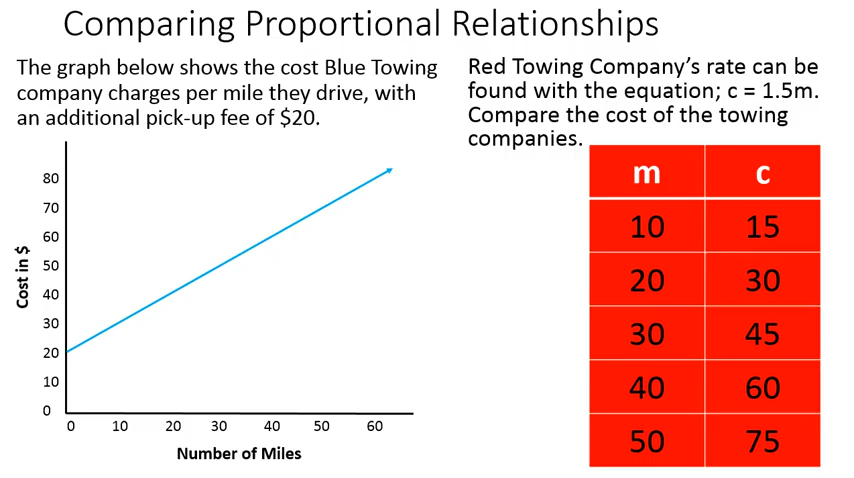 Comparing Proportional Relationships
The graph below shows the cost Blue Towing
company charges per mile they drive, with
an additional pick-up fee of $20.
Red Towing Company’s rate can be
found with the equation; c = 1.5m.
Compare the cost of the towing
companies.
80
70
60
50
40
30
20
10
0
Cost in $
0 10 20 30 40 50 60
Number of Miles
m c
10 15
20 30
30 45
40 60
50 75